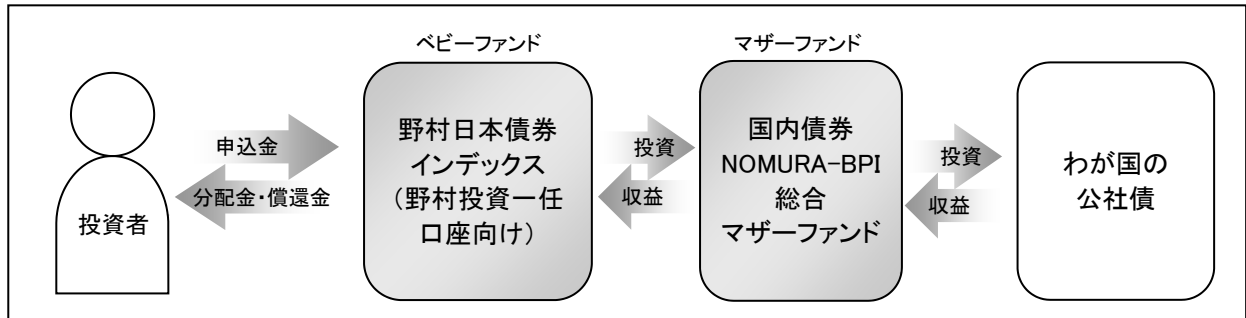 ベビーファンド
マザーファンド
投資者
申込金
分配金・償還金
野村日本債券
インデックス
(野村投資一任
口座向け)
投資
収益
国内債券
NOMURA-BPI
総合
マザーファンド
投資
収益
わが国の
公社債